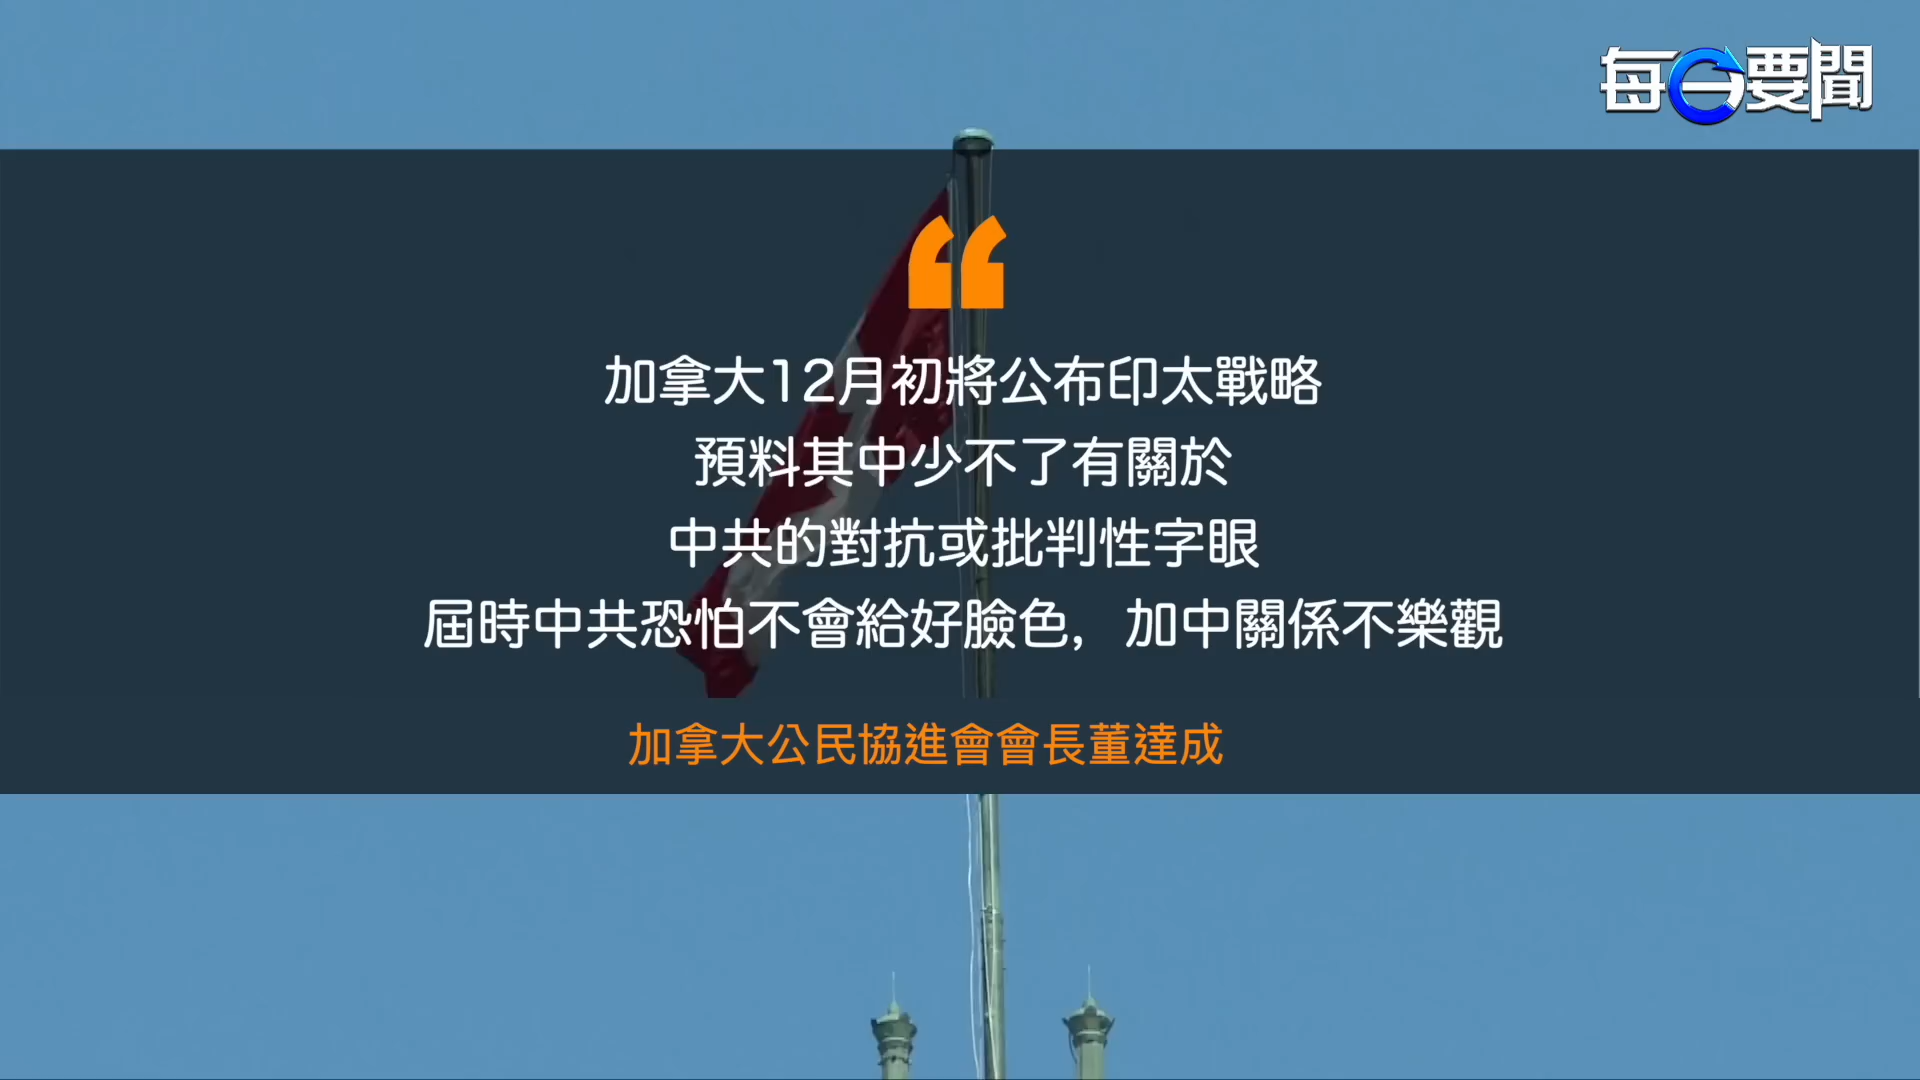 每日要聞
加拿大12月初將公布印太戰略
預料其中少不了有關於
中共的對抗或批判性字眼
屆時中共恐怕不會給好臉色，加中關係不樂觀
加拿大公民協進會會長董達成